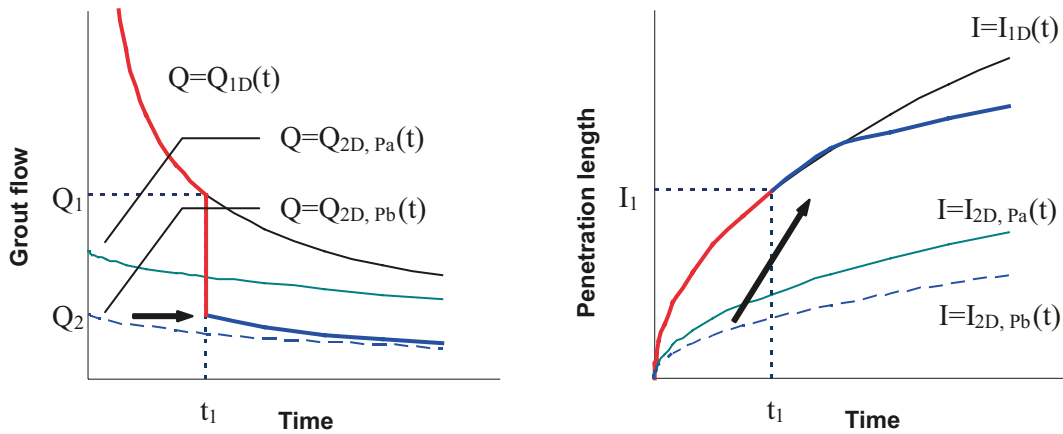 Grout flow
Q=Q1D(t)
Q=Q2D, Pa(t)
Q=Q2D, Pb(t)
Q1
Q2
t1
Time
Penetration length
I=I1D(t)
I1
I=I2D, Pa(t)
I=I2D, Pb(t)
t1
Time